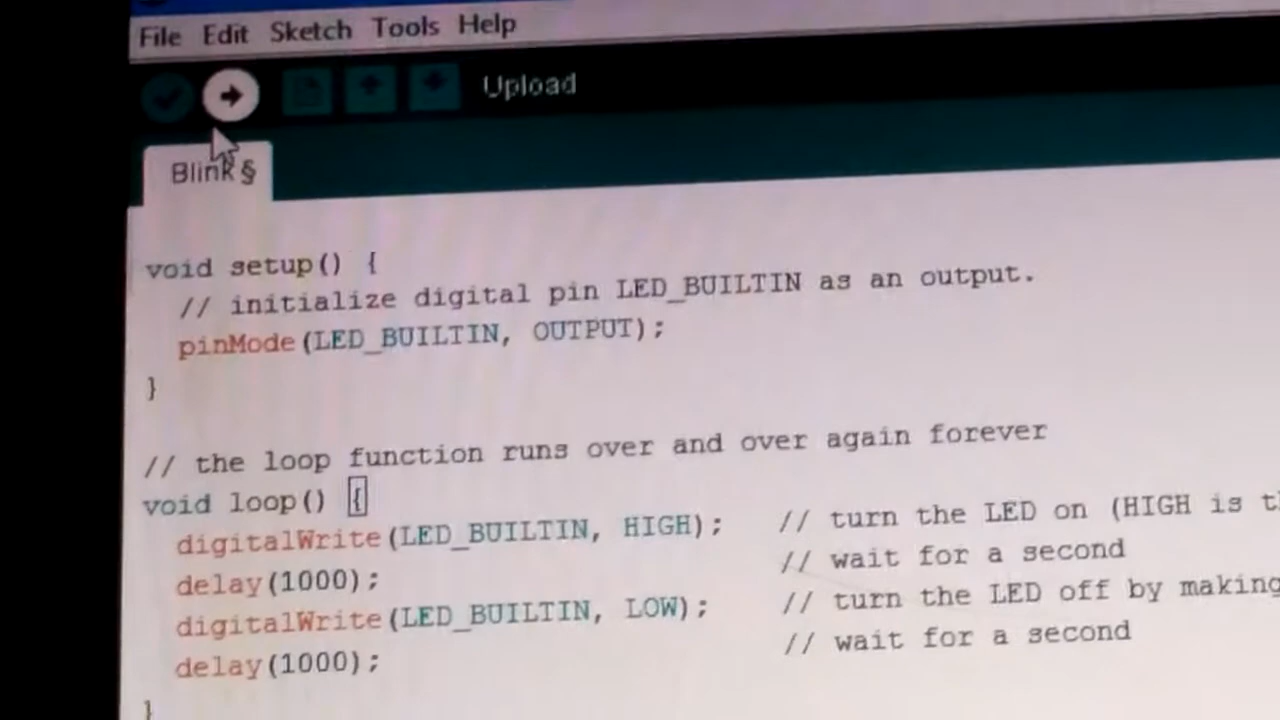 File Edit Sketch Tools Help
Upload
Blink §
void setup() {
  // initialize digital pin LED_BUILTIN as an output.
  pinMode(LED_BUILTIN, OUTPUT);
}
// the loop function runs over and over again forever
void loop() {
  digitalWrite(LED_BUILTIN, HIGH);   // turn the LED on (HIGH is
  delay(1000);                       // wait for a second
  digitalWrite(LED_BUILTIN, LOW);    // turn the LED off by making
  delay(1000);                       // wait for a second
}